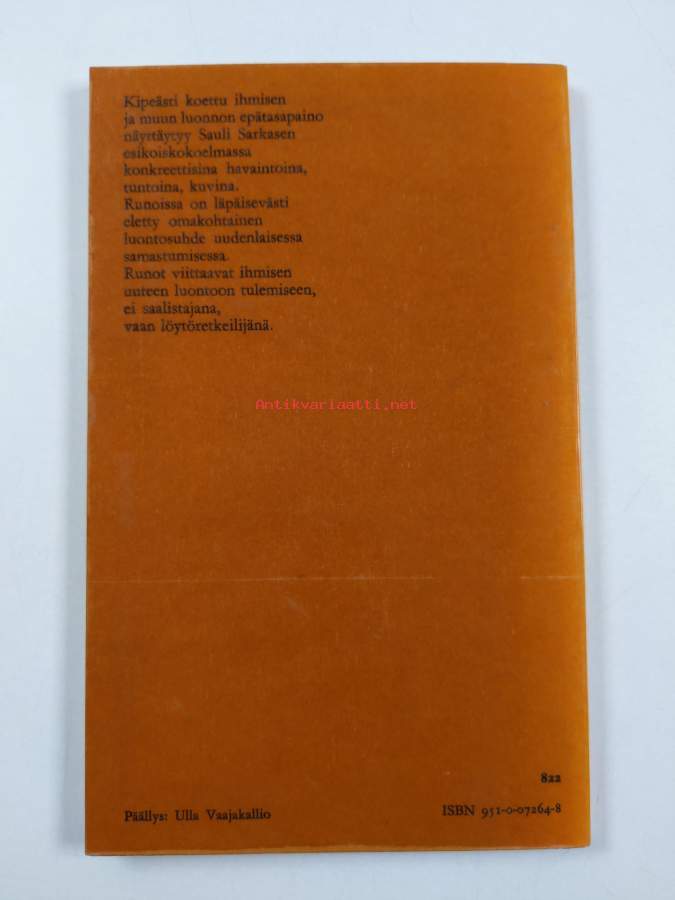 Kipeästi koettu ihmisen
ja muun luonnon epätasapaino
näyttäytyy Sauli Sarkasen
esikoiskokoelmassa
konkreettisina havaintoina,
tuntoina, kuvina.
Runoissa on läpäisevästi
eletty omakohtainen
luontosuhde uudenlaisessa
samastumisessa.
Runot viittaavat ihmisen
uuteen luontoon tulemiseen,
ei saalistajana,
vaan löytöretkeilijänä.
Antikvariaatti.net
822
Päällys: Ulla Vaajakallio
ISBN 951-0-07264-8